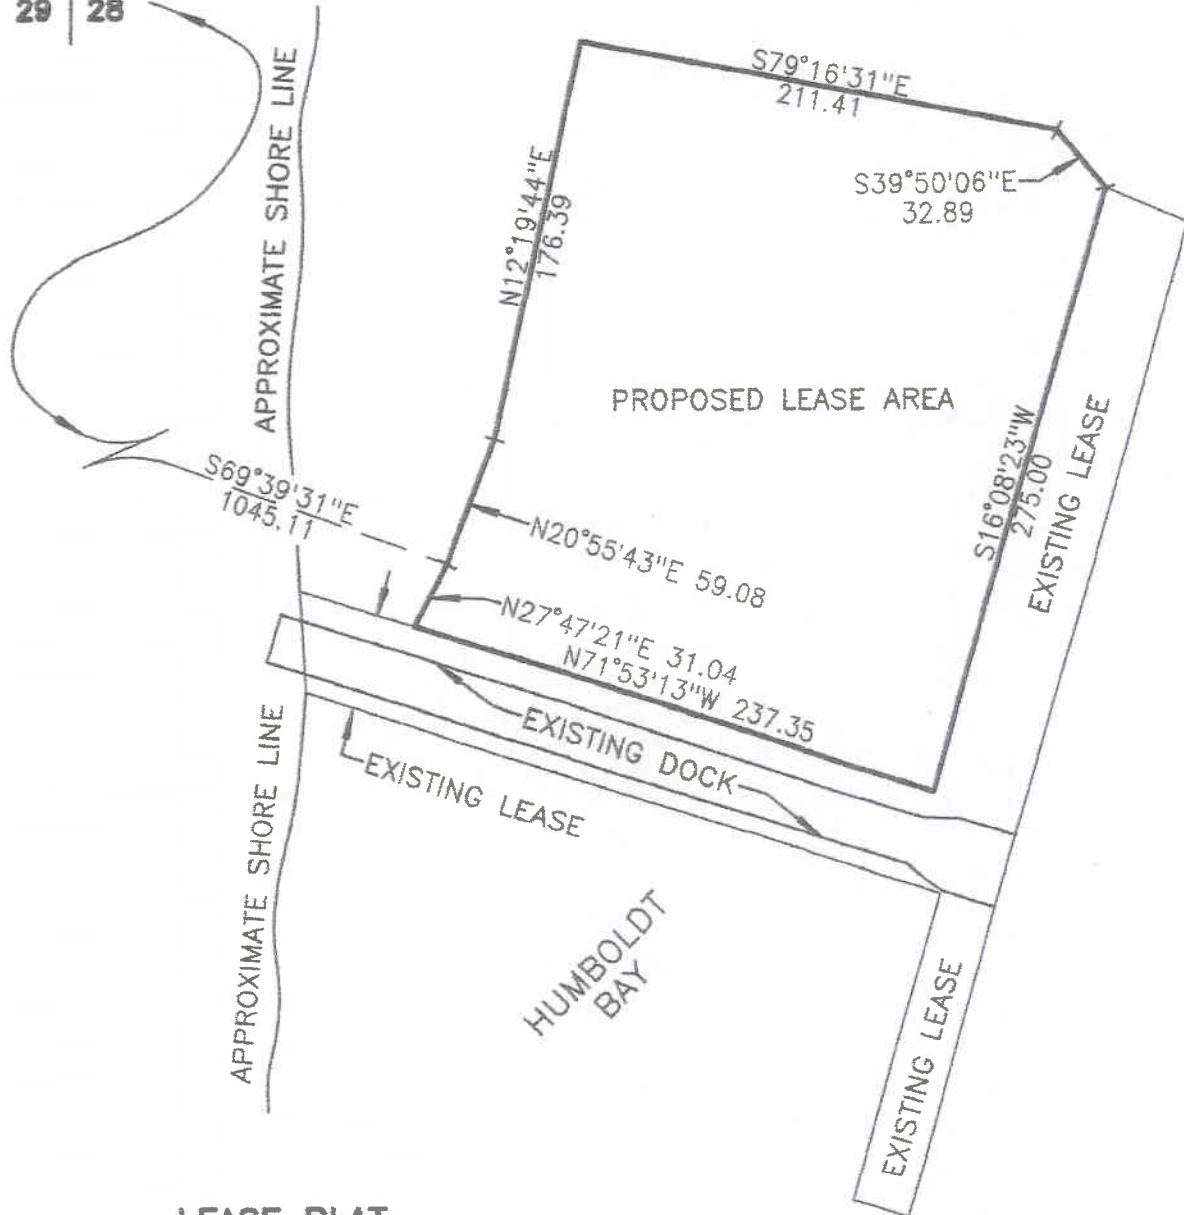 29 | 28
APPROXIMATE SHORE LINE
S79°16'31"E
211.41
S39°50'06"E
32.89
N12°19'44"E
176.39
PROPOSED LEASE AREA
S69°39'31"E
1045.11
S16°08'23"W
275.00
EXISTING LEASE
N20°55'43"E 59.08
N27°47'21"E 31.04
N71°53'13"W 237.35
EXISTING DOCK
EXISTING LEASE
APPROXIMATE SHORE LINE
HUMBOLDT
BAY
EXISTING LEASE
LEASE PLAT